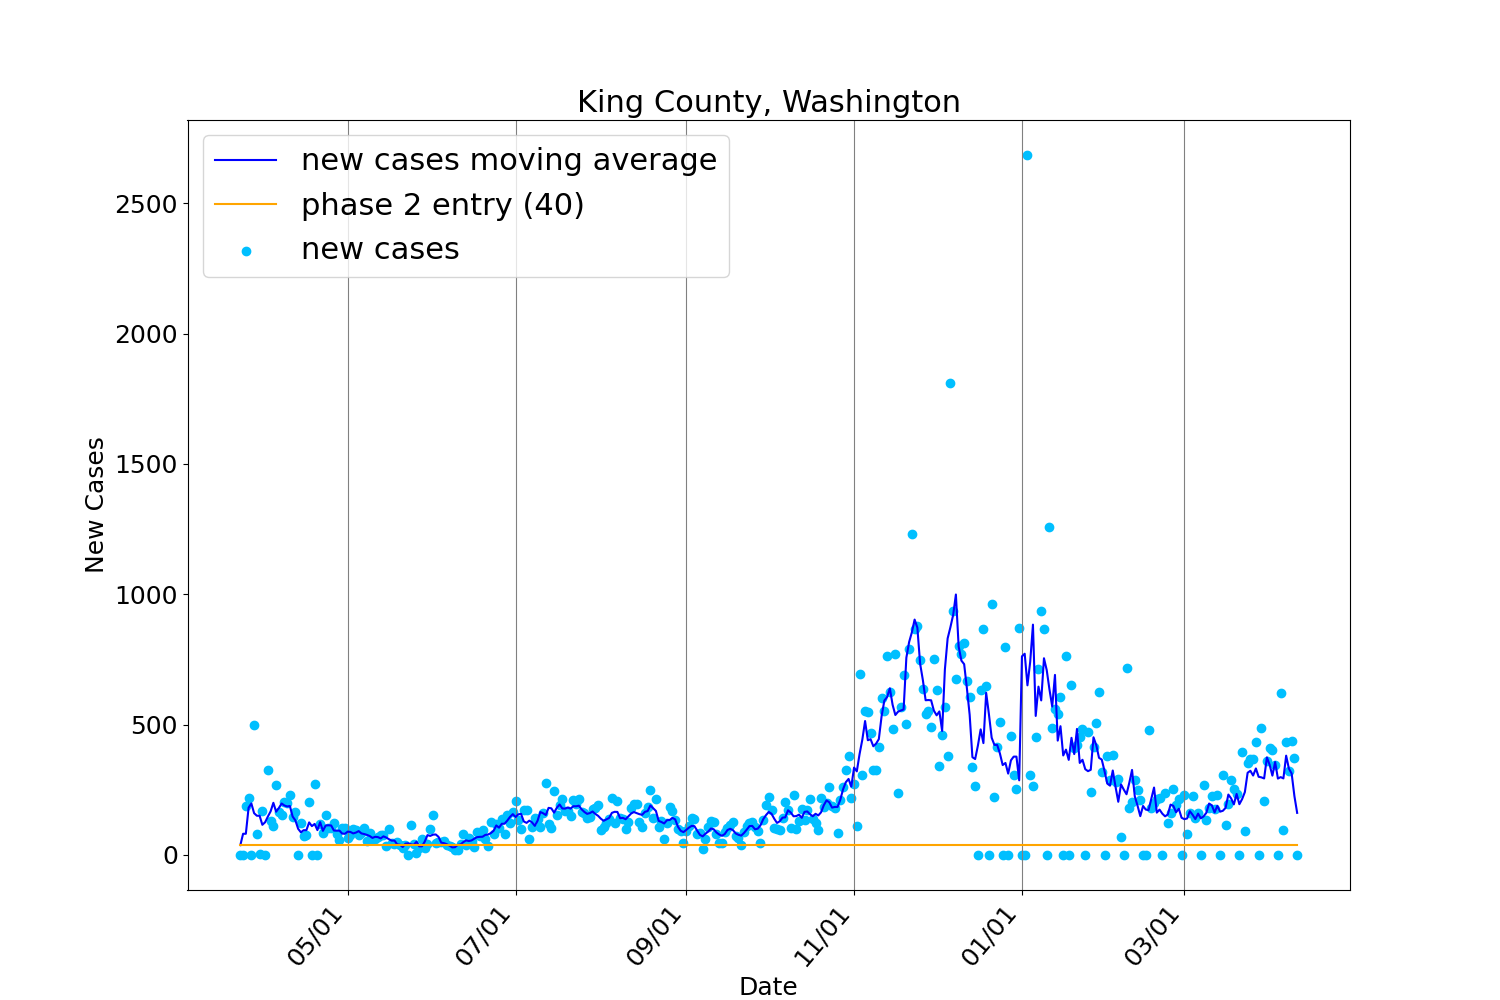 King County, Washington
new cases moving average
phase 2 entry (40)
new cases
2500
2000
1500
1000
500
0
New Cases
05/01
07/01
09/01
11/01
01/01
03/01
Date